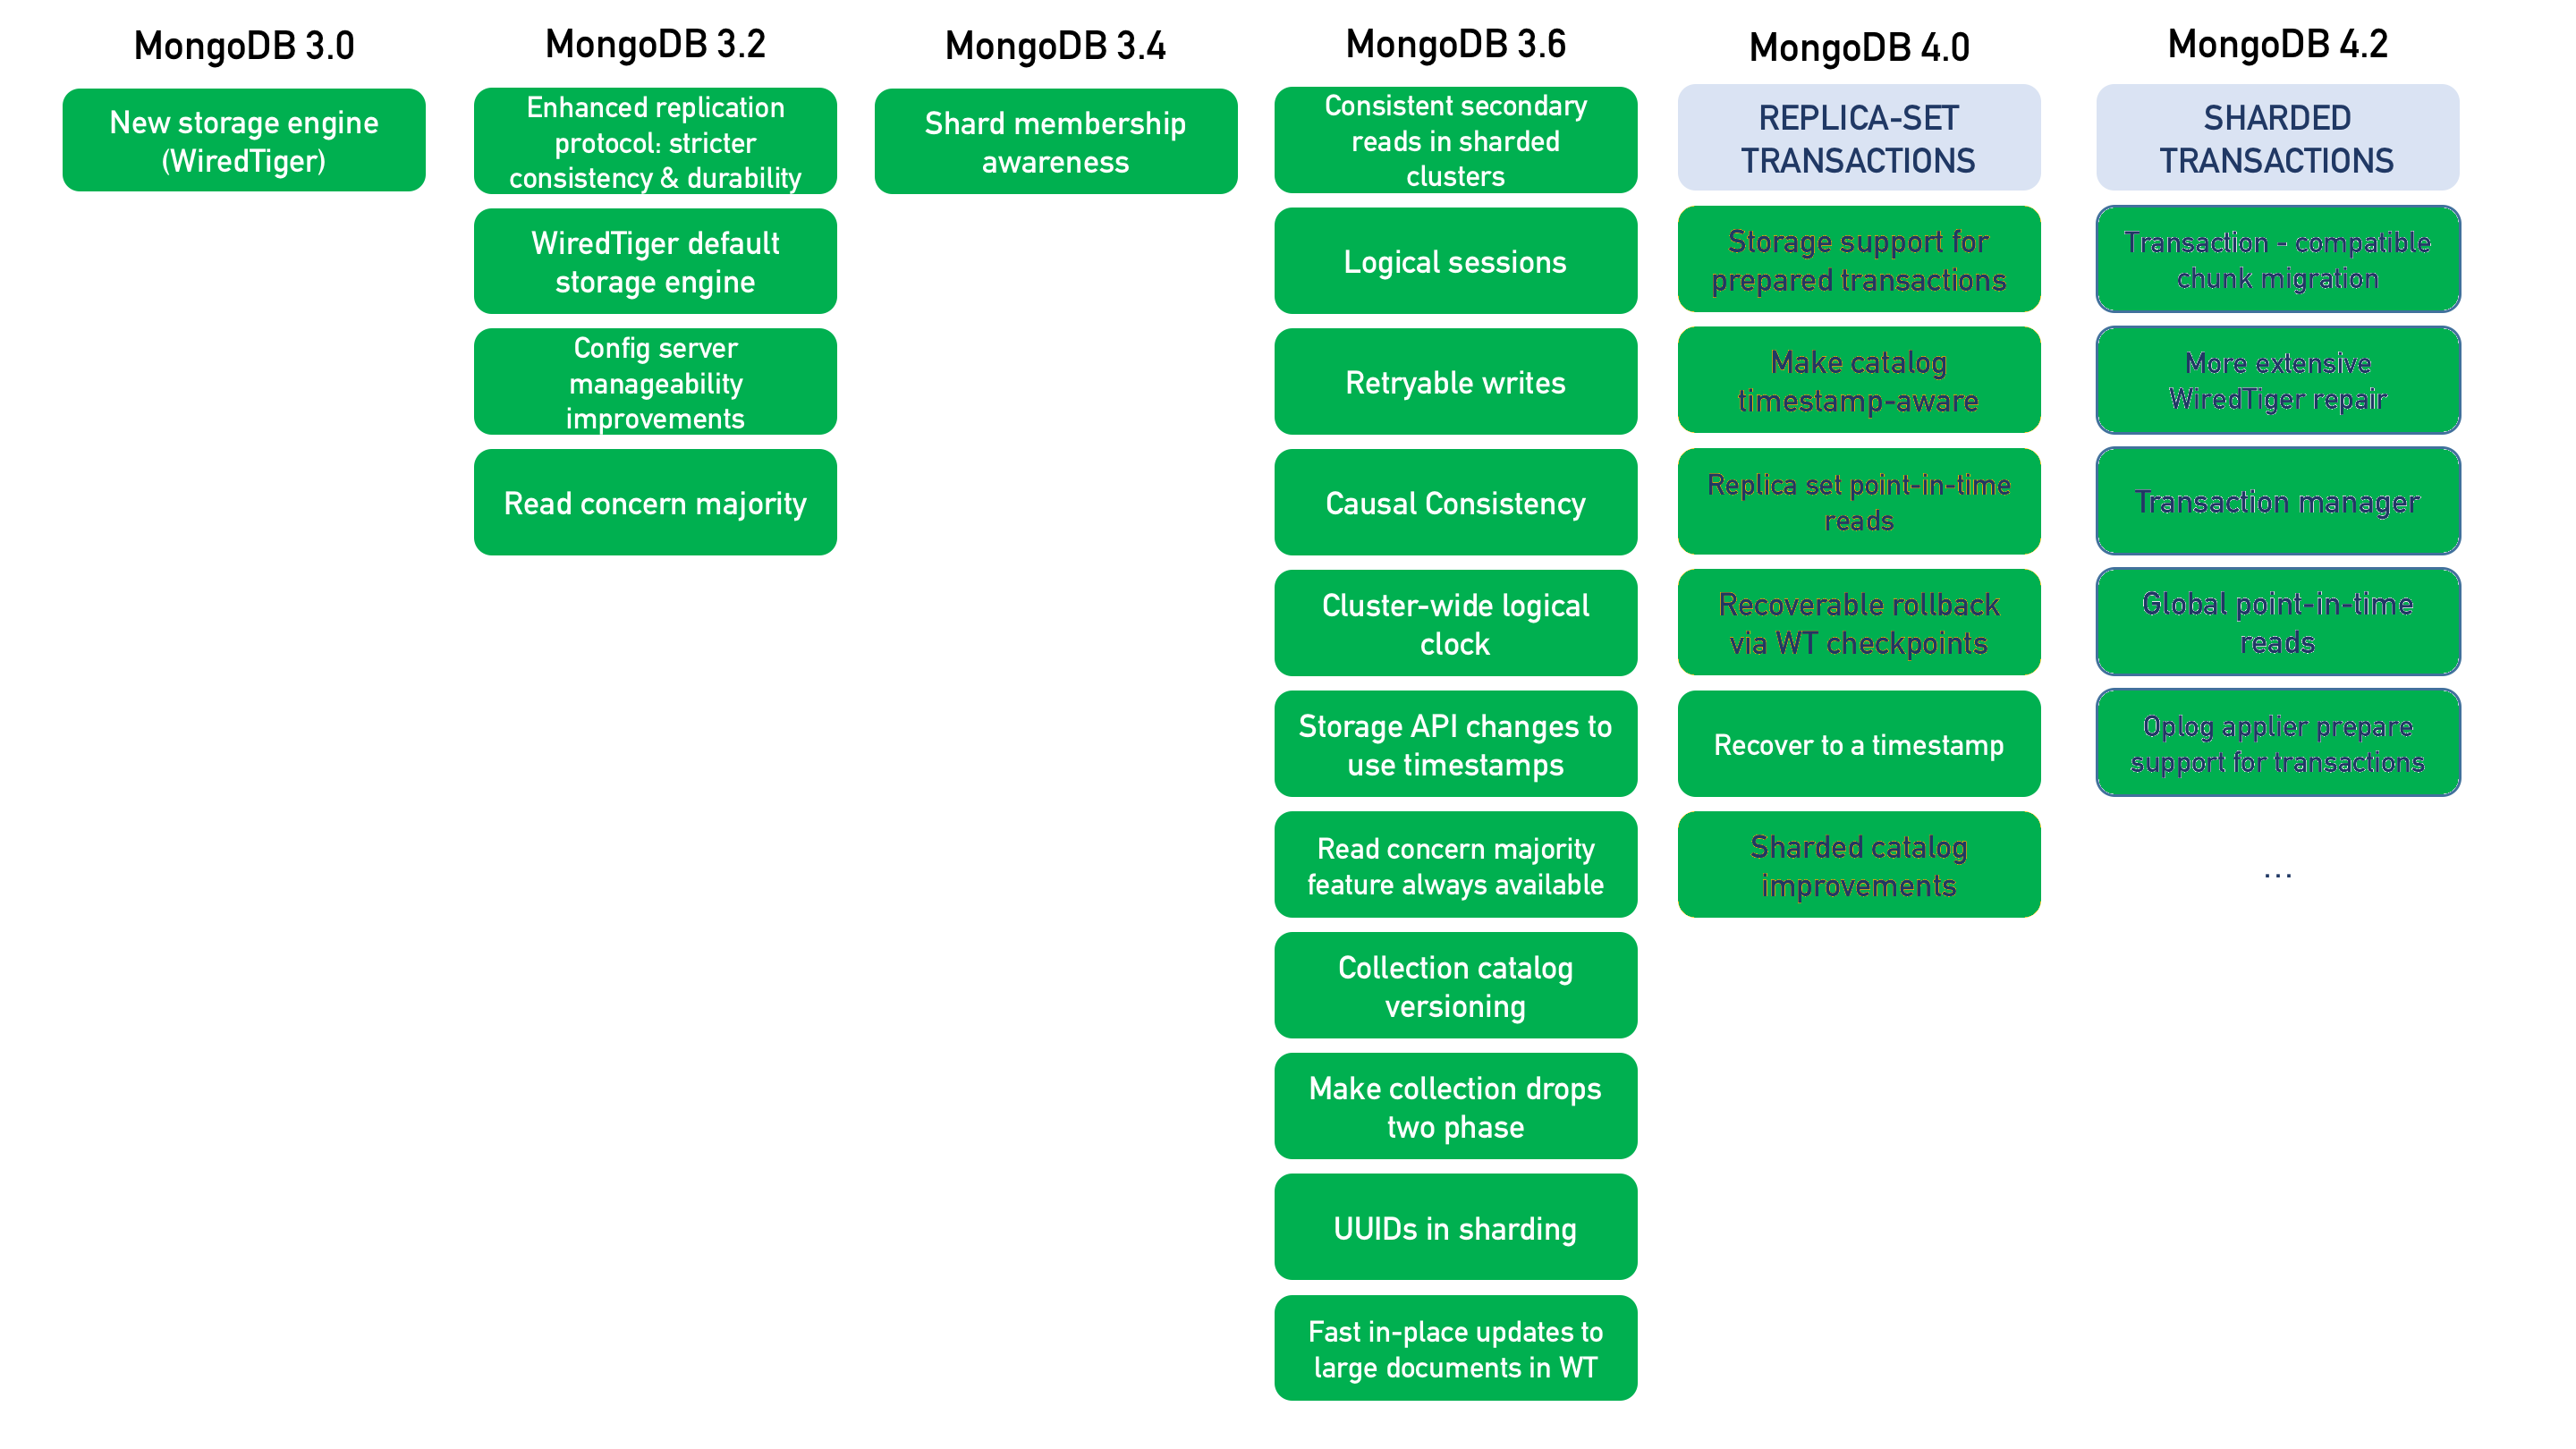 MongoDB 3.0
New storage engine
(WiredTiger)
MongoDB 3.2
Enhanced replication
protocol: stricter
consistency & durability
WiredTiger default
storage engine
Config server
manageability
improvements
Read concern majority
MongoDB 3.4
Shard membership
awareness
MongoDB 3.6
Consistent secondary
reads in sharded
clusters
Logical sessions
Retryable writes
Causal Consistency
Cluster-wide logical
clock
Storage API changes to
use timestamps
Read concern majority
feature always available
Collection catalog
versioning
Make collection drops
two phase
UUIDs in sharding
Fast in-place updates to
large documents in WT
MongoDB 4.0
REPLICA-SET
TRANSACTIONS
Storage support for
prepared transactions
Make catalog
timestamp-aware
Replica set point-in-time
reads
Recoverable rollback
via WT checkpoints
Recover to a timestamp
Sharded catalog
improvements
MongoDB 4.2
SHARDED
TRANSACTIONS
Transaction - compatible
chunk migration
More extensive
WiredTiger repair
Transaction manager
Global point-in-time
reads
Oplog applier prepare
support for transactions
...